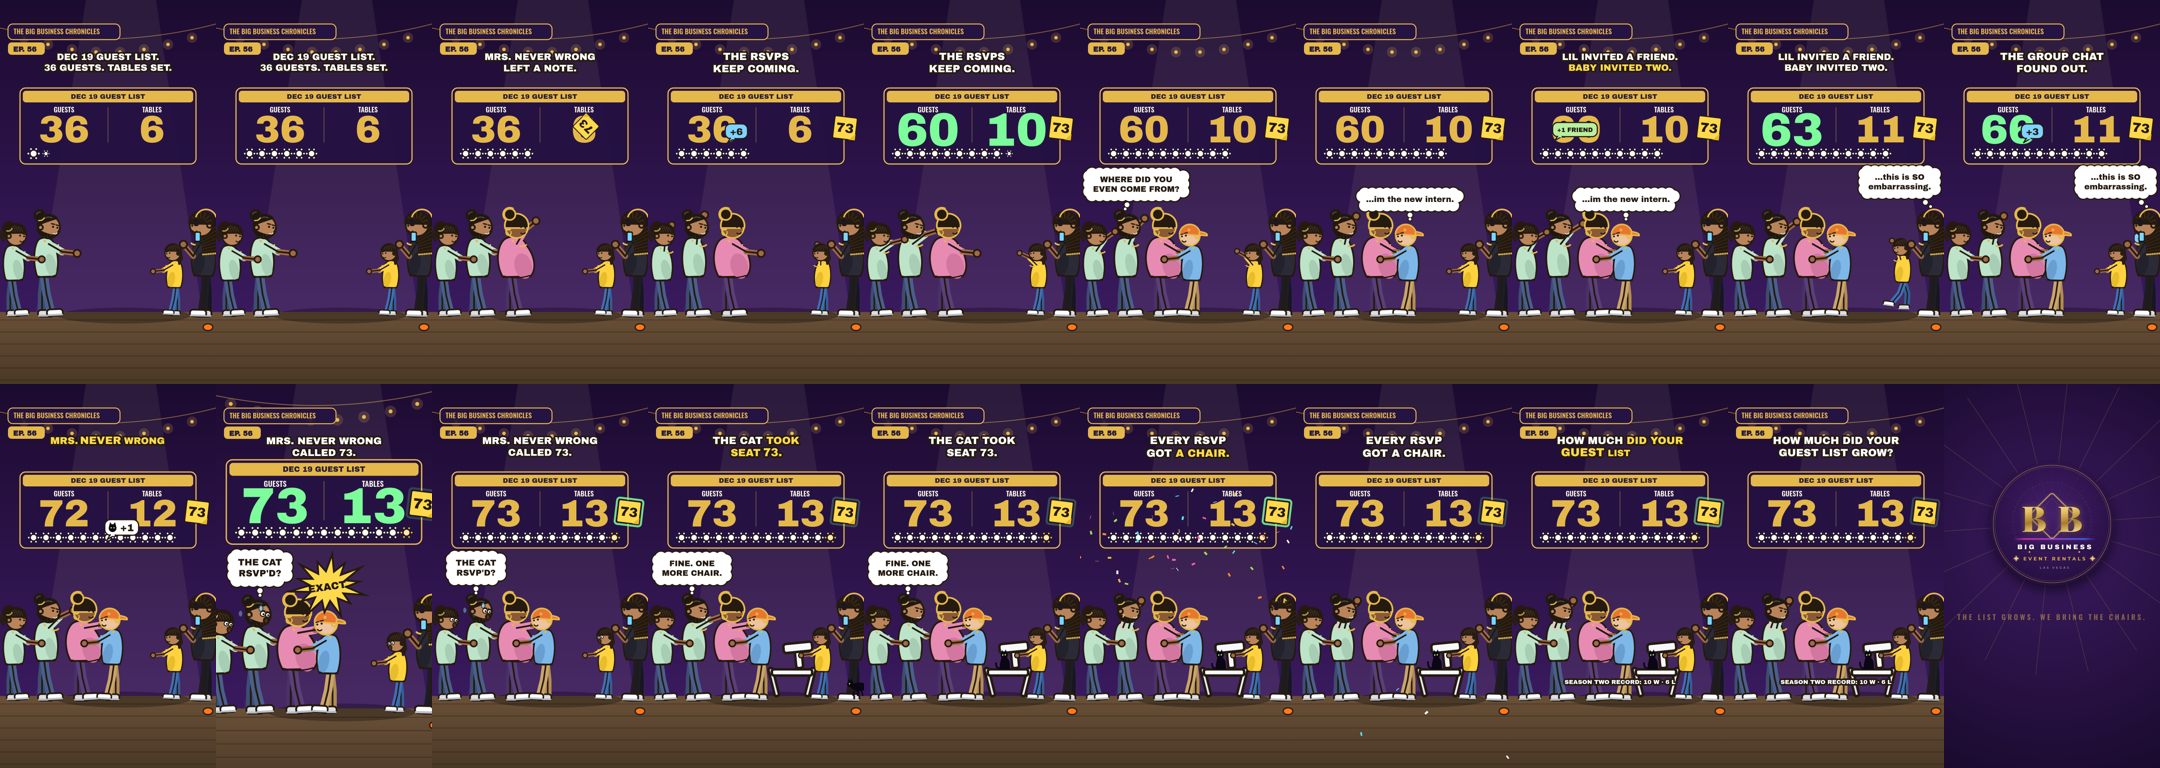 THE BIG BUSINESS CHRONICLES
EP. 56
DEC 19 GUEST LIST.
36 GUESTS. TABLES SET.
DEC 19 GUEST LIST
GUESTS TABLES
36 6
THE BIG BUSINESS CHRONICLES
EP. 56
DEC 19 GUEST LIST.
36 GUESTS. TABLES SET.
DEC 19 GUEST LIST
GUESTS TABLES
36 6
THE BIG BUSINESS CHRONICLES
EP. 56
MRS. NEVER WRONG
LEFT A NOTE.
DEC 19 GUEST LIST
GUESTS TABLES
36
THE BIG BUSINESS CHRONICLES
EP. 56
THE RSVPS
KEEP COMING.
DEC 19 GUEST LIST
GUESTS TABLES
36 +6 6 73
THE BIG BUSINESS CHRONICLES
EP. 56
THE RSVPS
KEEP COMING.
DEC 19 GUEST LIST
GUESTS TABLES
60 10 73
THE BIG BUSINESS CHRONICLES
EP. 56
DEC 19 GUEST LIST
GUESTS TABLES
60 10 73
WHERE DID YOU
EVEN COME FROM?
THE BIG BUSINESS CHRONICLES
EP. 56
DEC 19 GUEST LIST
GUESTS TABLES
60 10 73
...im the new intern.
THE BIG BUSINESS CHRONICLES
EP. 56
LIL INVITED A FRIEND.
BABY INVITED TWO.
DEC 19 GUEST LIST
GUESTS TABLES
+1 FRIEND 10 73
...im the new intern.
THE BIG BUSINESS CHRONICLES
EP. 56
LIL INVITED A FRIEND.
BABY INVITED TWO.
DEC 19 GUEST LIST
GUESTS TABLES
63 11 73
...this is SO
embarrassing.
THE BIG BUSINESS CHRONICLES
EP. 56
THE GROUP CHAT
FOUND OUT.
DEC 19 GUEST LIST
GUESTS TABLES
66 +3 11 73
...this is SO
embarrassing.
THE BIG BUSINESS CHRONICLES
EP. 56
MRS. NEVER WRONG
DEC 19 GUEST LIST
GUESTS TABLES
72 12 73
+1
THE BIG BUSINESS CHRONICLES
EP. 56
MRS. NEVER WRONG
CALLED 73.
DEC 19 GUEST LIST
GUESTS TABLES
73 13 73
THE CAT
RSVP'D?
EXACT
THE BIG BUSINESS CHRONICLES
EP. 56
MRS. NEVER WRONG
CALLED 73.
DEC 19 GUEST LIST
GUESTS TABLES
73 13 73
THE CAT
RSVP'D?
THE BIG BUSINESS CHRONICLES
EP. 56
THE CAT TOOK
SEAT 73.
DEC 19 GUEST LIST
GUESTS TABLES
73 13 73
FINE. ONE
MORE CHAIR.
THE BIG BUSINESS CHRONICLES
EP. 56
THE CAT TOOK
SEAT 73.
DEC 19 GUEST LIST
GUESTS TABLES
73 13 73
FINE. ONE
MORE CHAIR.
THE BIG BUSINESS CHRONICLES
EP. 56
EVERY RSVP
GOT A CHAIR.
DEC 19 GUEST LIST
GUESTS TABLES
73 13 73
THE BIG BUSINESS CHRONICLES
EP. 56
EVERY RSVP
GOT A CHAIR.
DEC 19 GUEST LIST
GUESTS TABLES
73 13 73
THE BIG BUSINESS CHRONICLES
EP. 56
HOW MUCH DID YOUR
GUEST LIST
DEC 19 GUEST LIST
GUESTS TABLES
73 13 73
SEASON TWO RECORD: 10 W - 6 L
THE BIG BUSINESS CHRONICLES
EP. 56
HOW MUCH DID YOUR
GUEST LIST GROW?
DEC 19 GUEST LIST
GUESTS TABLES
73 13 73
SEASON TWO RECORD: 10 W - 6 L
BB
BIG BUSINESS
EVENT RENTALS
LAS VEGAS
THE LIST GROWS. WE BRING THE CHAIRS.